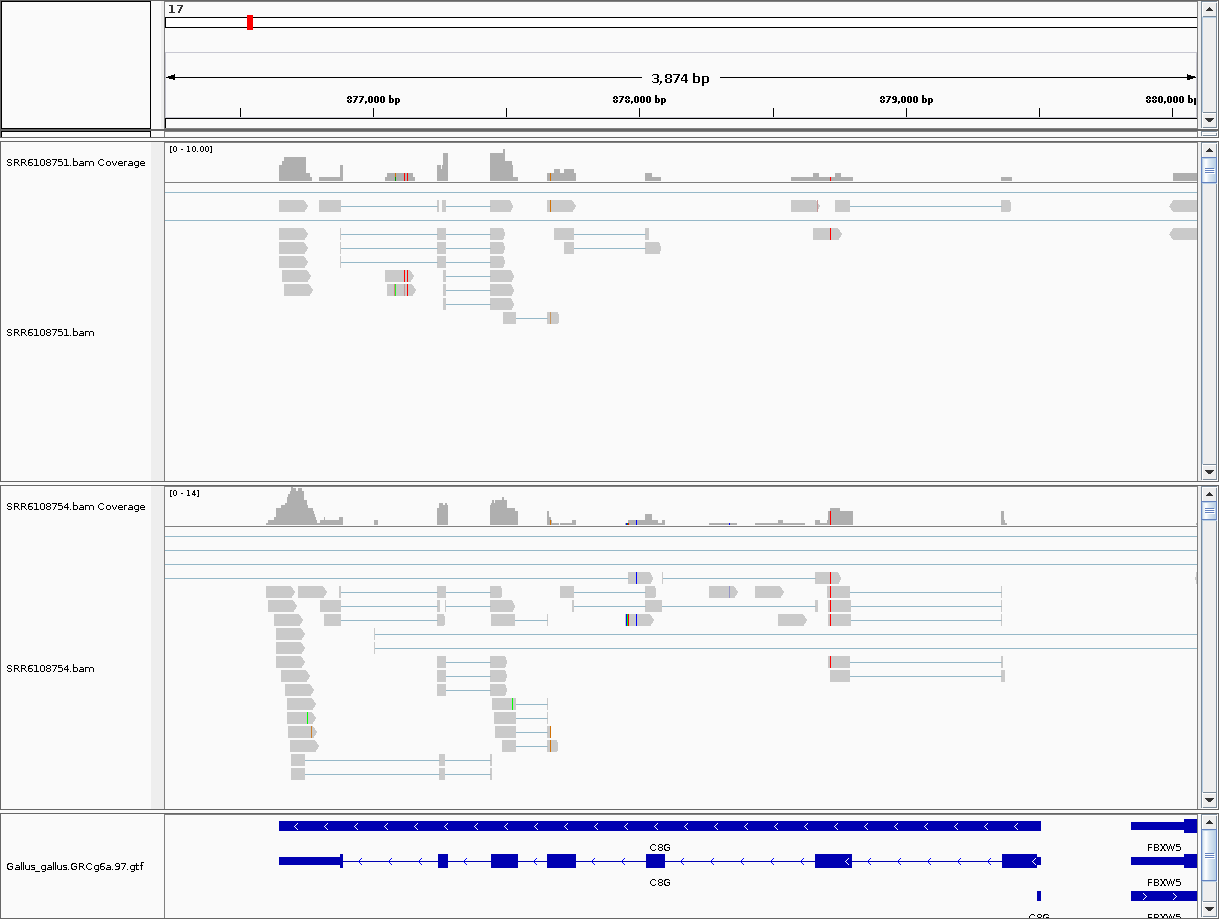 17
3,874 bp
877,000 bp 878,000 bp 879,000 bp 880,000 bp
SRR6108751.bam Coverage
[0 - 10.00]
SRR6108751.bam
SRR6108754.bam Coverage
[0 - 14]
SRR6108754.bam
Gallus_gallus.GRCg6a.97.gtf
C8G FBXW5
C8G FBXW5
C8G FBXW5